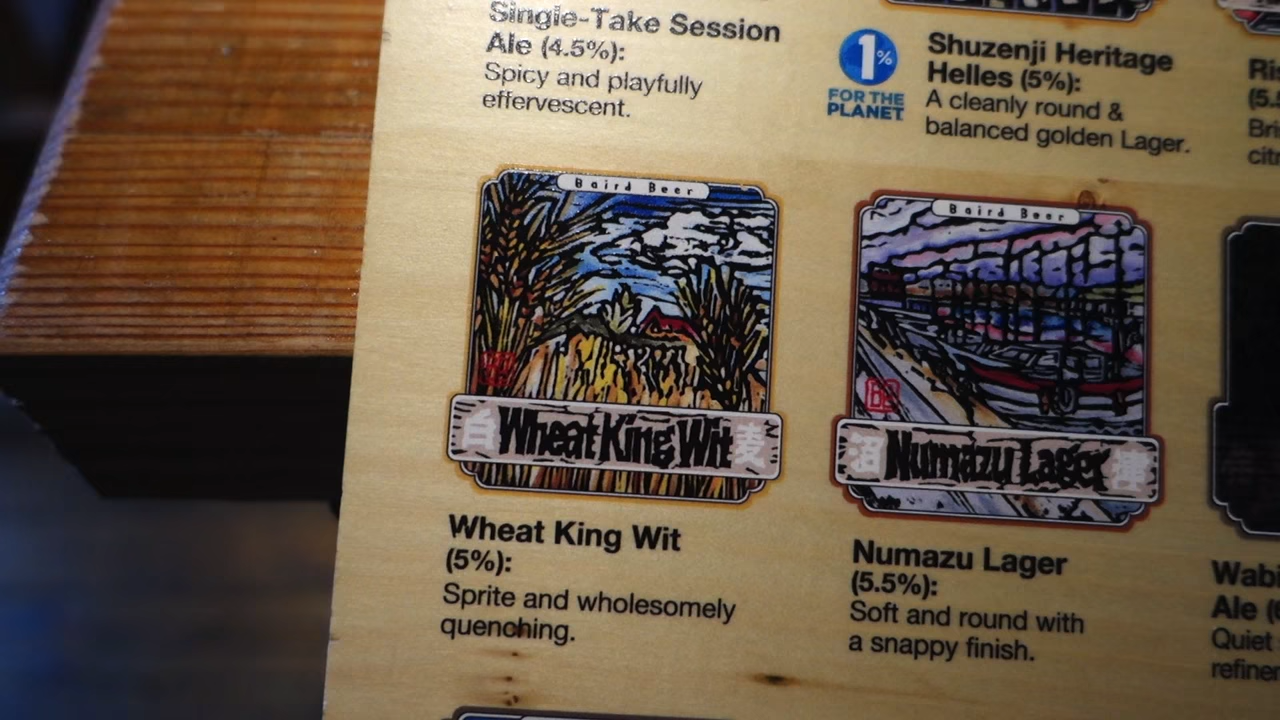 Single-Take Session
Ale (4.5%):
Spicy and playfully
effervescent.
1%
FOR THE
PLANET
Shuzenji Heritage
Helles (5%):
A cleanly round &
balanced golden Lager.
Baird Beer
白 Wheat King Wit 麦
Wheat King Wit
(5%):
Sprite and wholesomely
quenching.
Baird Beer
沼 Numazu Lager
Numazu Lager
(5.5%):
Soft and round with
a snappy finish.
Ale
Quiet